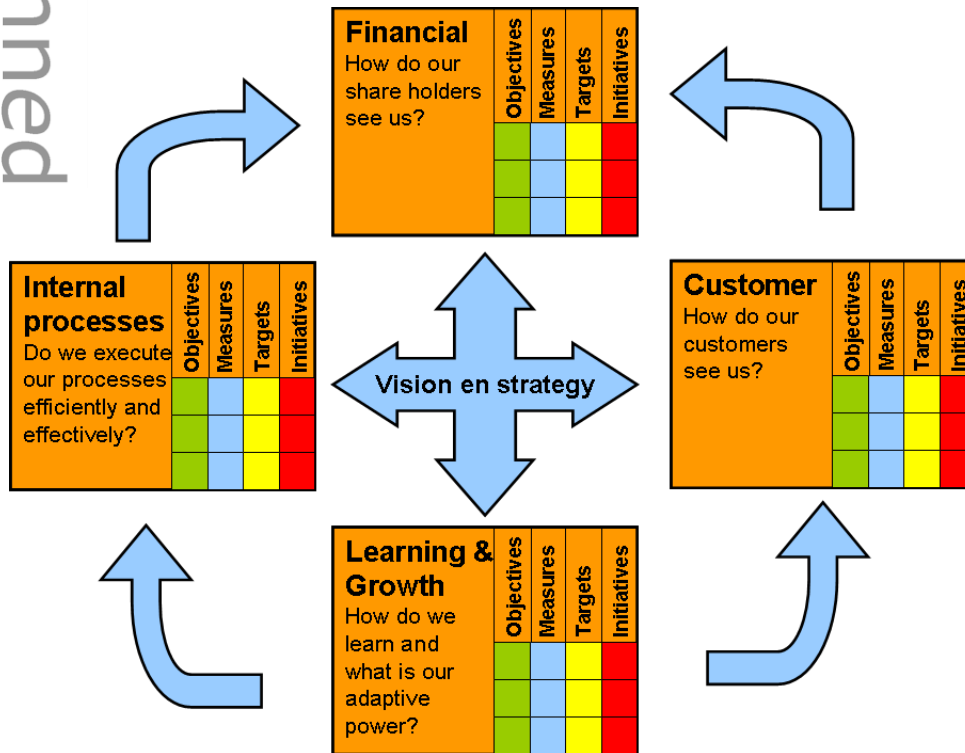 nned
Financial
How do our
share holders
see us?
Objectives
Measures
Targets
Initiatives
Internal
processes
Do we execute
our processes
efficiently and
effectively?
Objectives
Measures
Targets
Initiatives
Vision en strategy
Customer
How do our
customers
see us?
Objectives
Measures
Targets
Initiatives
Learning &
Growth
How do we
learn and
what is our
adaptive
power?
Objectives
Measures
Targets
Initiatives